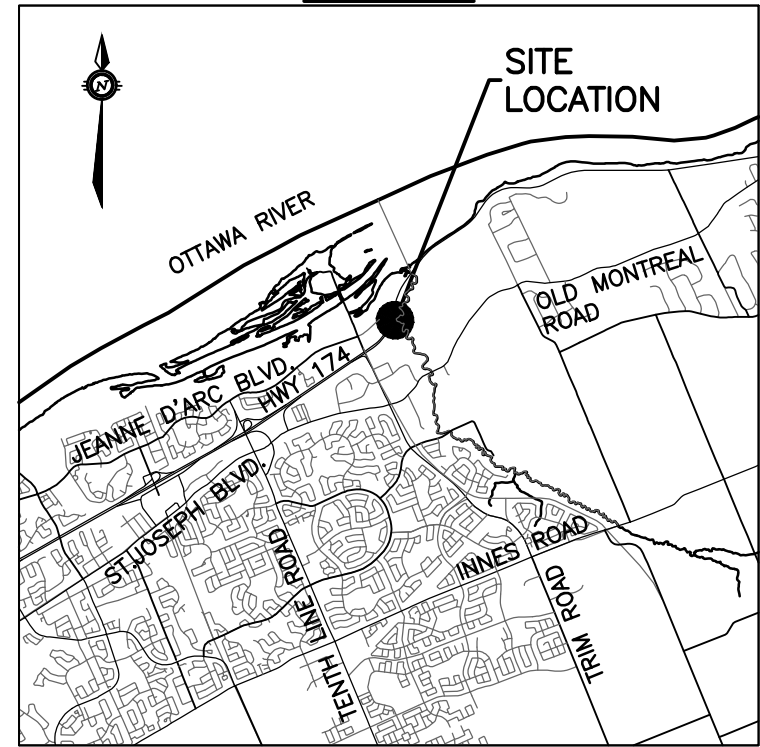 SITE
LOCATION
N
OTTAWA RIVER
OLD MONTREAL
ROAD
JEANNE D'ARC BLVD.
HWY 174
ST.JOSEPH BLVD.
INNES ROAD
TENTH LINE ROAD
TRIM ROAD